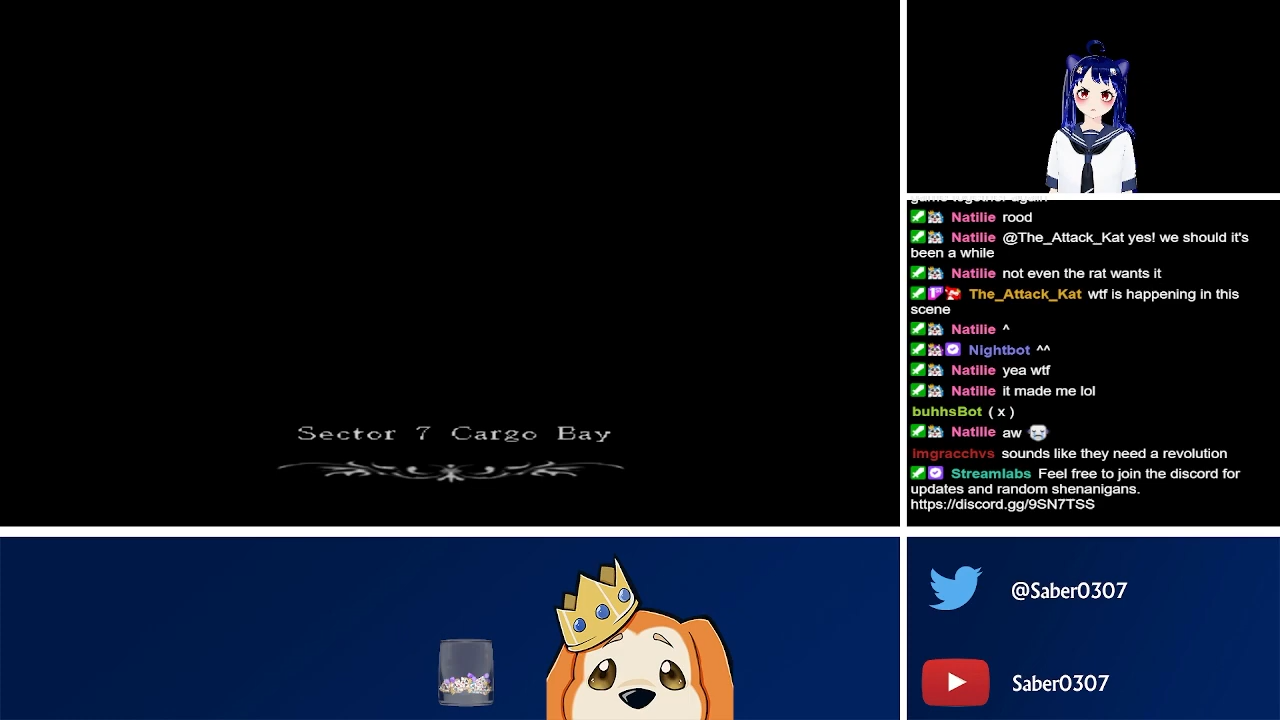 Sector 7 Cargo Bay
Natilie rood
Natilie @The_Attack_Kat yes! we should it's
been a while
Natilie not even the rat wants it
The_Attack_Kat wtf is happening in this
scene
Natilie ^
Nightbot ^^
Natilie yea wtf
Natilie it made me lol
buhhsBot ( x )
Natilie aw
imgracchvs sounds like they need a revolution
Streamlabs Feel free to join the discord for
updates and random shenanigans.
https://discord.gg/9SN7TSS
@Saber0307
Saber0307